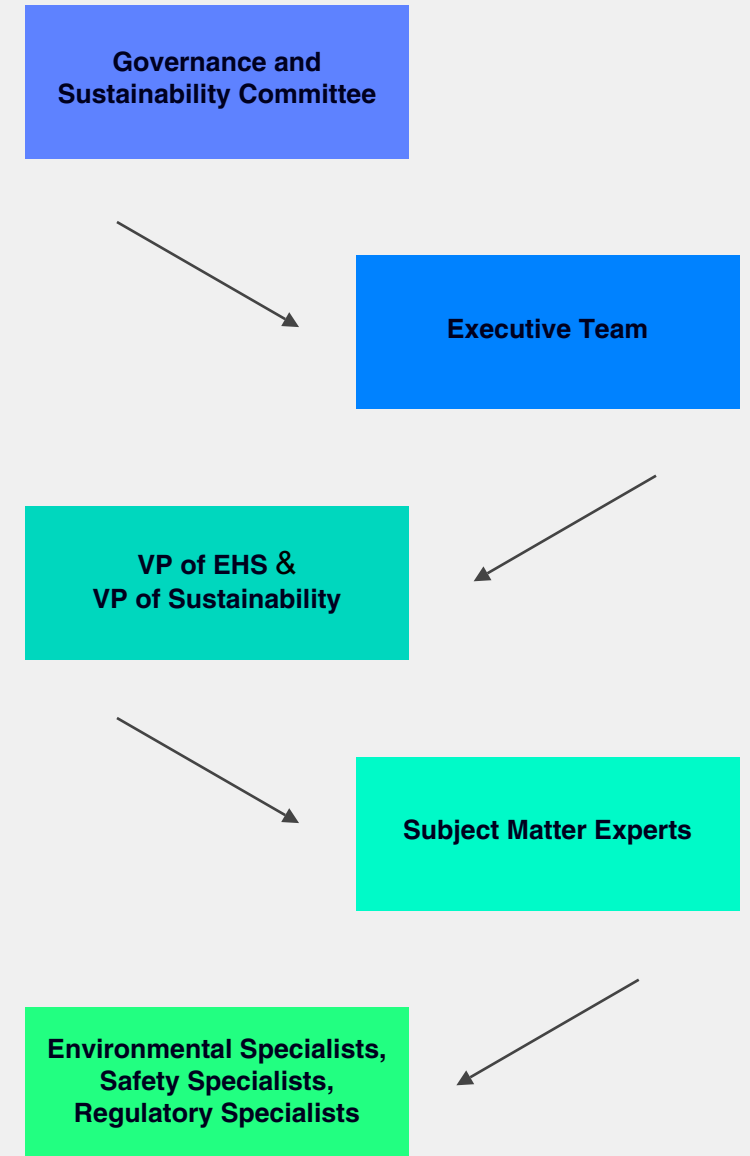 Governance and
Sustainability Committee
Executive Team
VP of EHS &
VP of Sustainability
Subject Matter Experts
Environmental Specialists,
Safety Specialists,
Regulatory Specialists